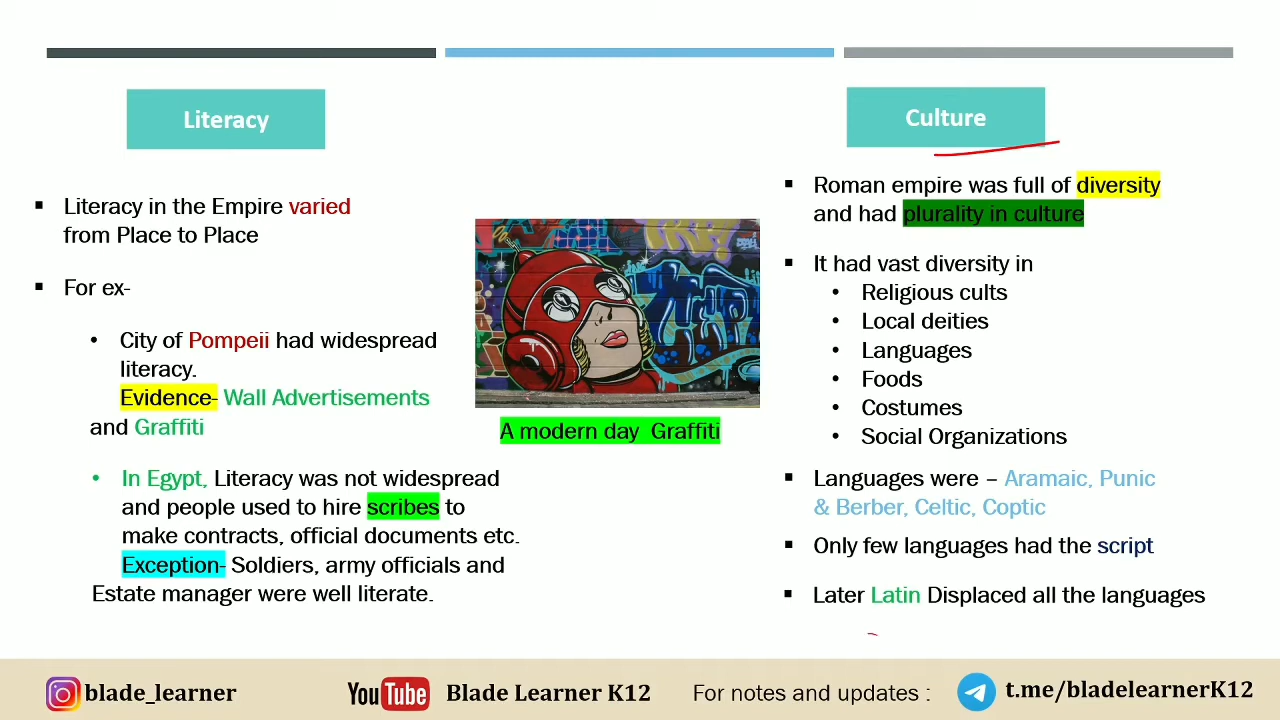 Literacy
Literacy in the Empire varied
from Place to Place
For ex-
City of Pompeii had widespread
literacy.
Evidence- Wall Advertisements
and Graffiti
In Egypt, Literacy was not widespread
and people used to hire scribes to
make contracts, official documents etc.
Exception- Soldiers, army officials and
Estate manager were well literate.
A modern day Graffiti
Culture
Roman empire was full of diversity
and had plurality in culture
It had vast diversity in
Religious cults
Local deities
Languages
Foods
Costumes
Social Organizations
Languages were – Aramaic, Punic
& Berber, Celtic, Coptic
Only few languages had the script
Later Latin Displaced all the languages
blade_learner
YouTube
Blade Learner K12
For notes and updates :
t.me/bladelearnerK12